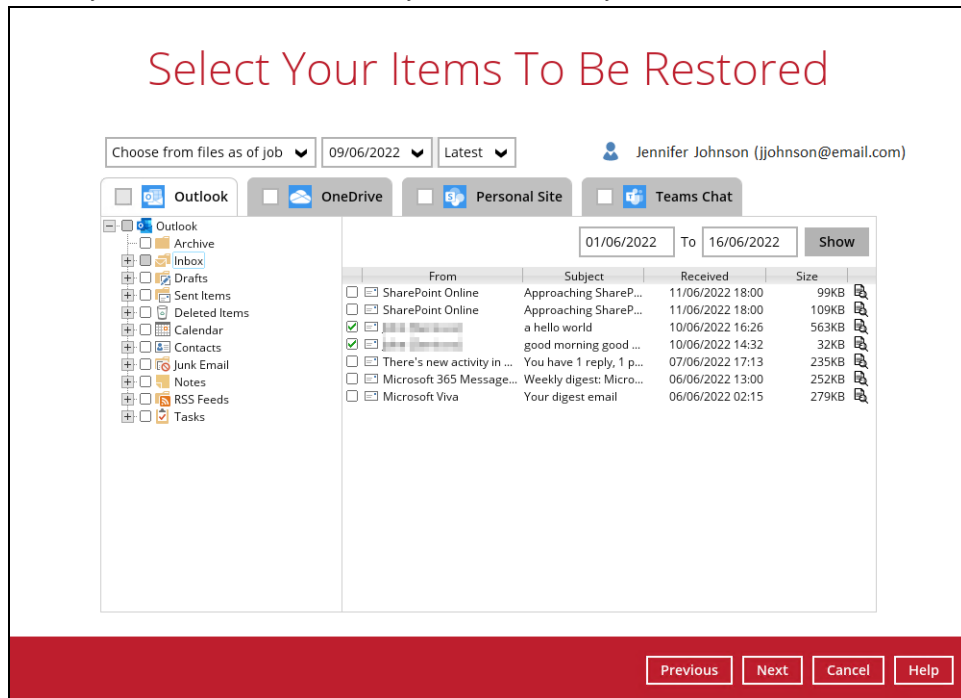 Select Your Items To Be Restored
Choose from files as of job 09/06/2022 Latest Jennifer Johnson (jjohnson@email.com)
Outlook OneDrive Personal Site Teams Chat
Outlook
Archive
Inbox
Drafts
Sent Items
Deleted Items
Calendar
Contacts
Junk Email
Notes
RSS Feeds
Tasks
01/06/2022 To 16/06/2022 Show
From Subject Received Size
SharePoint Online Approaching ShareP... 11/06/2022 18:00 99KB
SharePoint Online Approaching ShareP... 11/06/2022 18:00 109KB
a hello world 10/06/2022 16:26 563KB
good morning good ... 10/06/2022 14:32 32KB
There's new activity in ... You have 1 reply, 1 p... 07/06/2022 17:13 235KB
Microsoft 365 Message... Weekly digest: Micro... 06/06/2022 13:00 252KB
Microsoft Viva Your digest email 06/06/2022 02:15 279KB
Previous Next Cancel Help